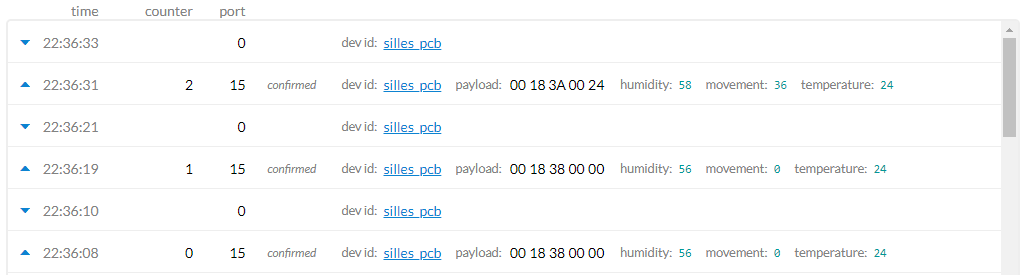 time counter port
22:36:33 0 dev id: silles_pcb
22:36:31 2 15 confirmed dev id: silles_pcb payload: 00 18 3A 00 24 humidity: 58 movement: 36 temperature: 24
22:36:21 0 dev id: silles_pcb
22:36:19 1 15 confirmed dev id: silles_pcb payload: 00 18 38 00 00 humidity: 56 movement: 0 temperature: 24
22:36:10 0 dev id: silles_pcb
22:36:08 0 15 confirmed dev id: silles_pcb payload: 00 18 38 00 00 humidity: 56 movement: 0 temperature: 24